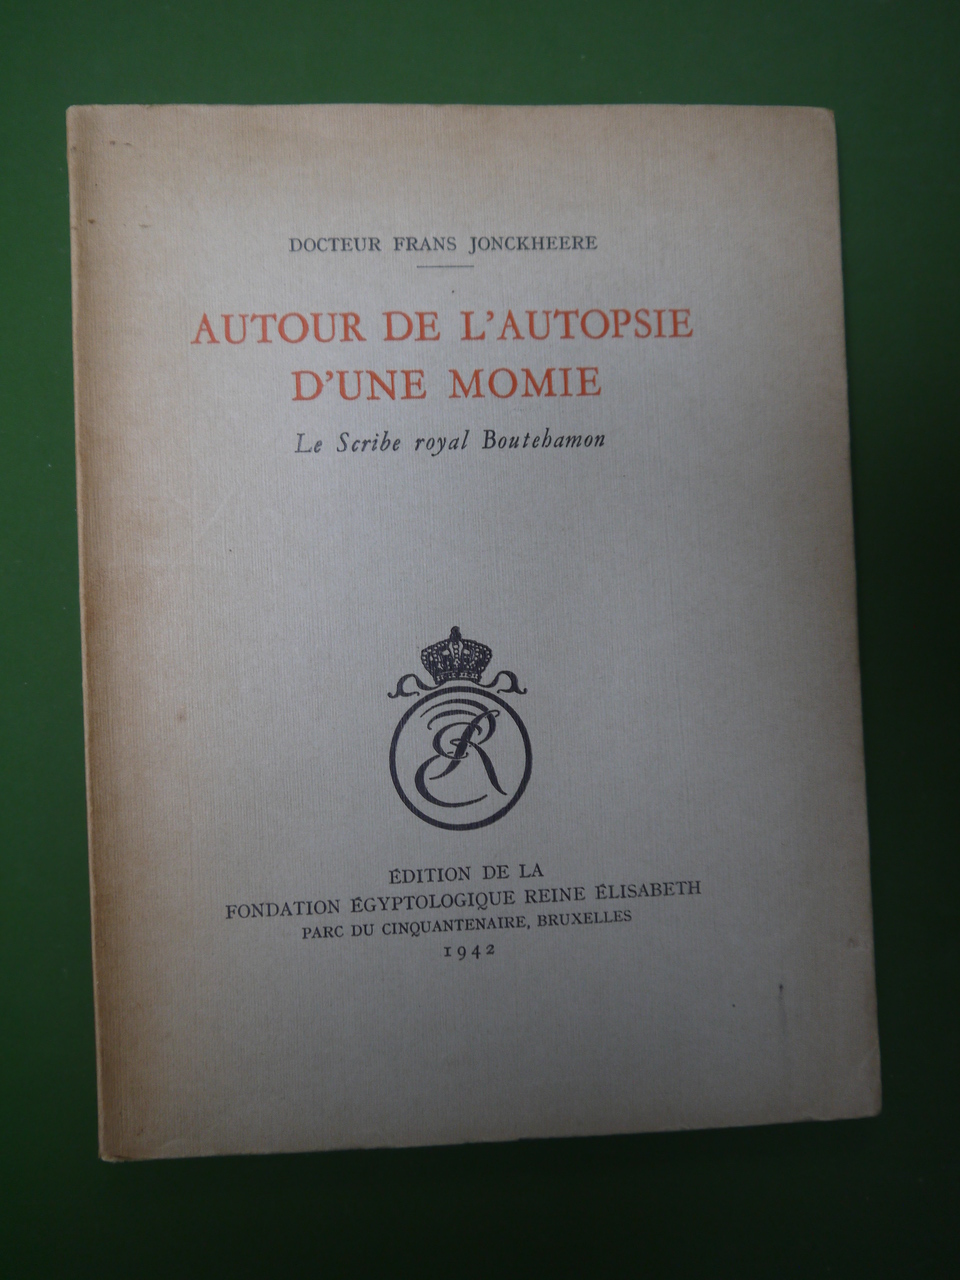 DOCTEUR FRANS JONCKHEERE
AUTOUR DE L'AUTOPSIE
D'UNE MOMIE
Le Scribe royal Boutehamon
ER
ÉDITION DE LA
FONDATION ÉGYPTOLOGIQUE REINE ÉLISABETH
PARC DU CINQUANTENAIRE, BRUXELLES
1942